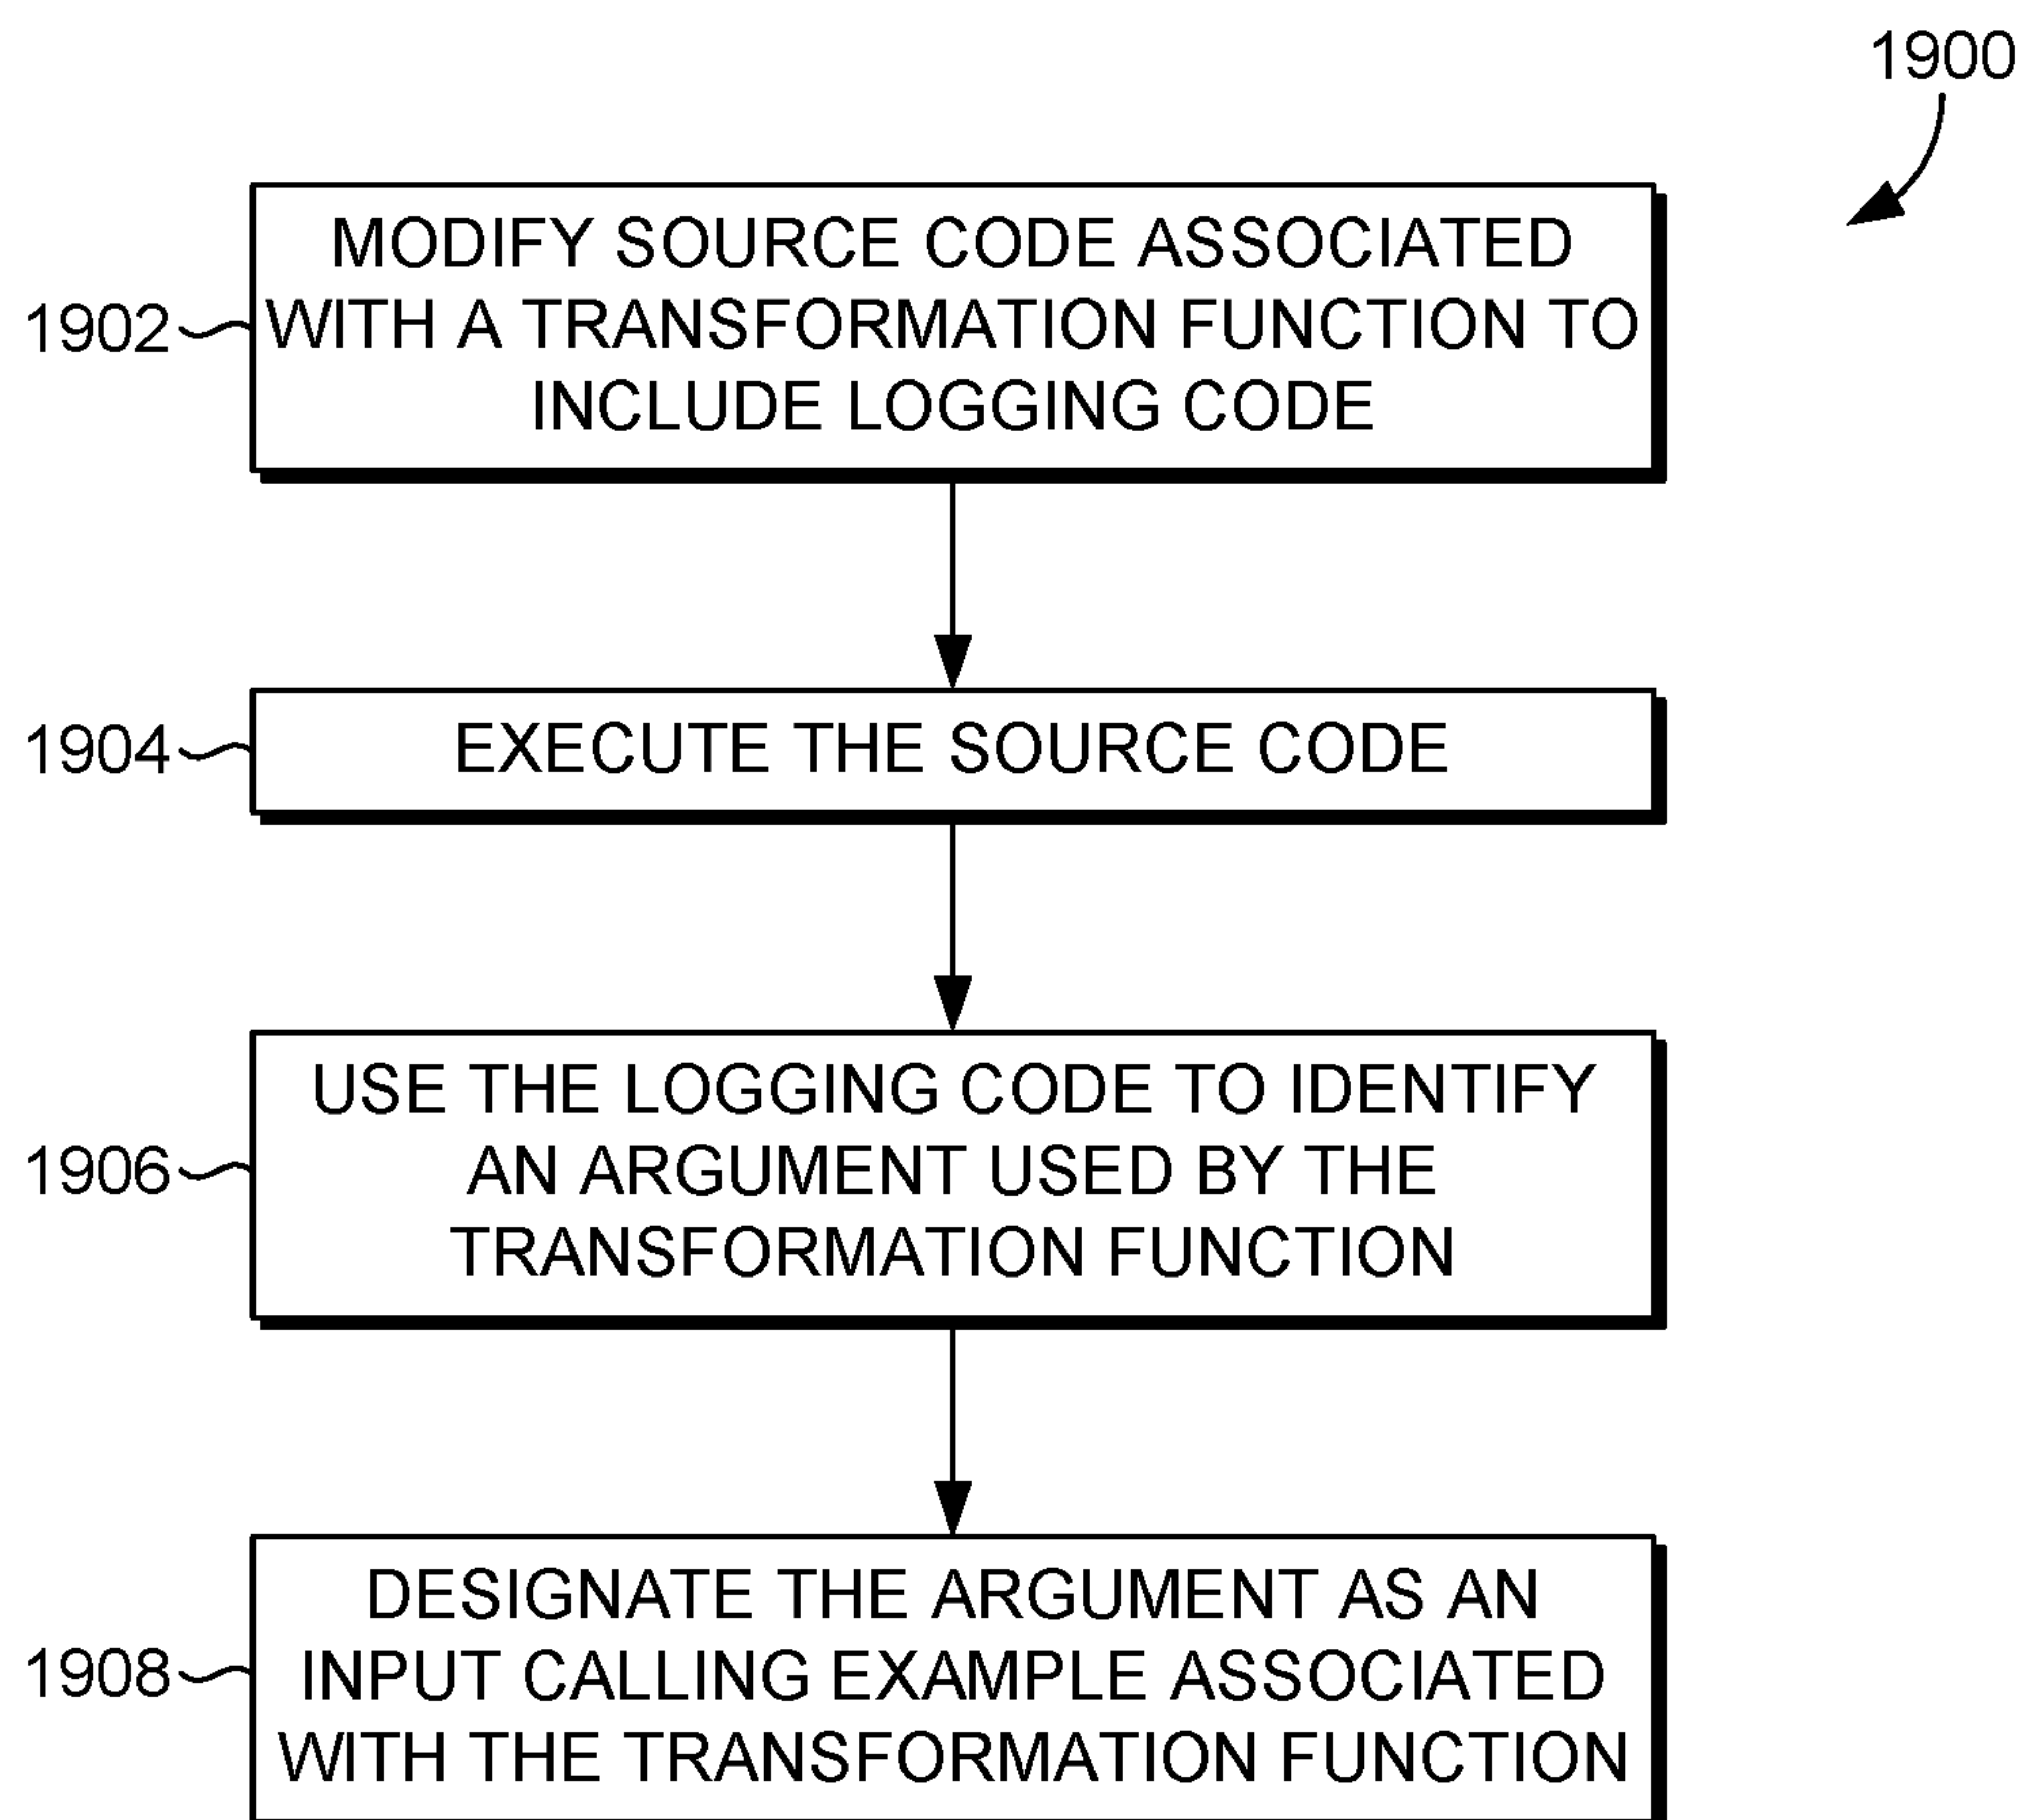 1900
MODIFY SOURCE CODE ASSOCIATED
WITH A TRANSFORMATION FUNCTION TO
INCLUDE LOGGING CODE
1902
EXECUTE THE SOURCE CODE
1904
USE THE LOGGING CODE TO IDENTIFY
AN ARGUMENT USED BY THE
TRANSFORMATION FUNCTION
1906
DESIGNATE THE ARGUMENT AS AN
INPUT CALLING EXAMPLE ASSOCIATED
WITH THE TRANSFORMATION FUNCTION
1908